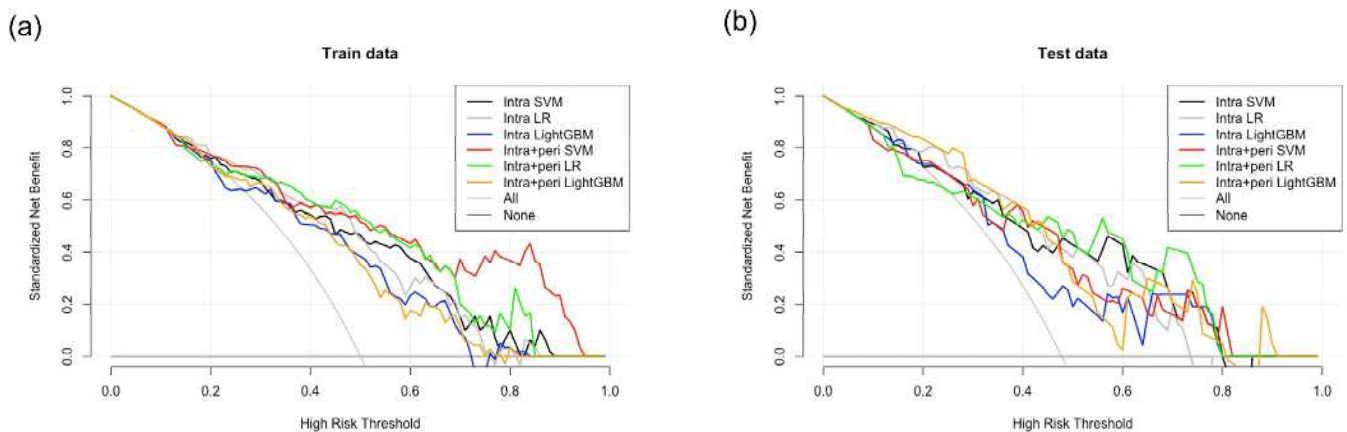 (a)
Train data
Intra SVM
Intra LR
Intra LightGBM
Intra+peri SVM
Intra+peri LR
Intra+peri LightGBM
All
None
Standardized Net Benefit
1.0
0.8
0.6
0.4
0.2
0.0
0.0 0.2 0.4 0.6 0.8 1.0
High Risk Threshold
(b)
Test data
Intra SVM
Intra LR
Intra LightGBM
Intra+peri SVM
Intra+peri LR
Intra+peri LightGBM
All
None
Standardized Net Benefit
1.0
0.8
0.6
0.4
0.2
0.0
0.0 0.2 0.4 0.6 0.8 1.0
High Risk Threshold